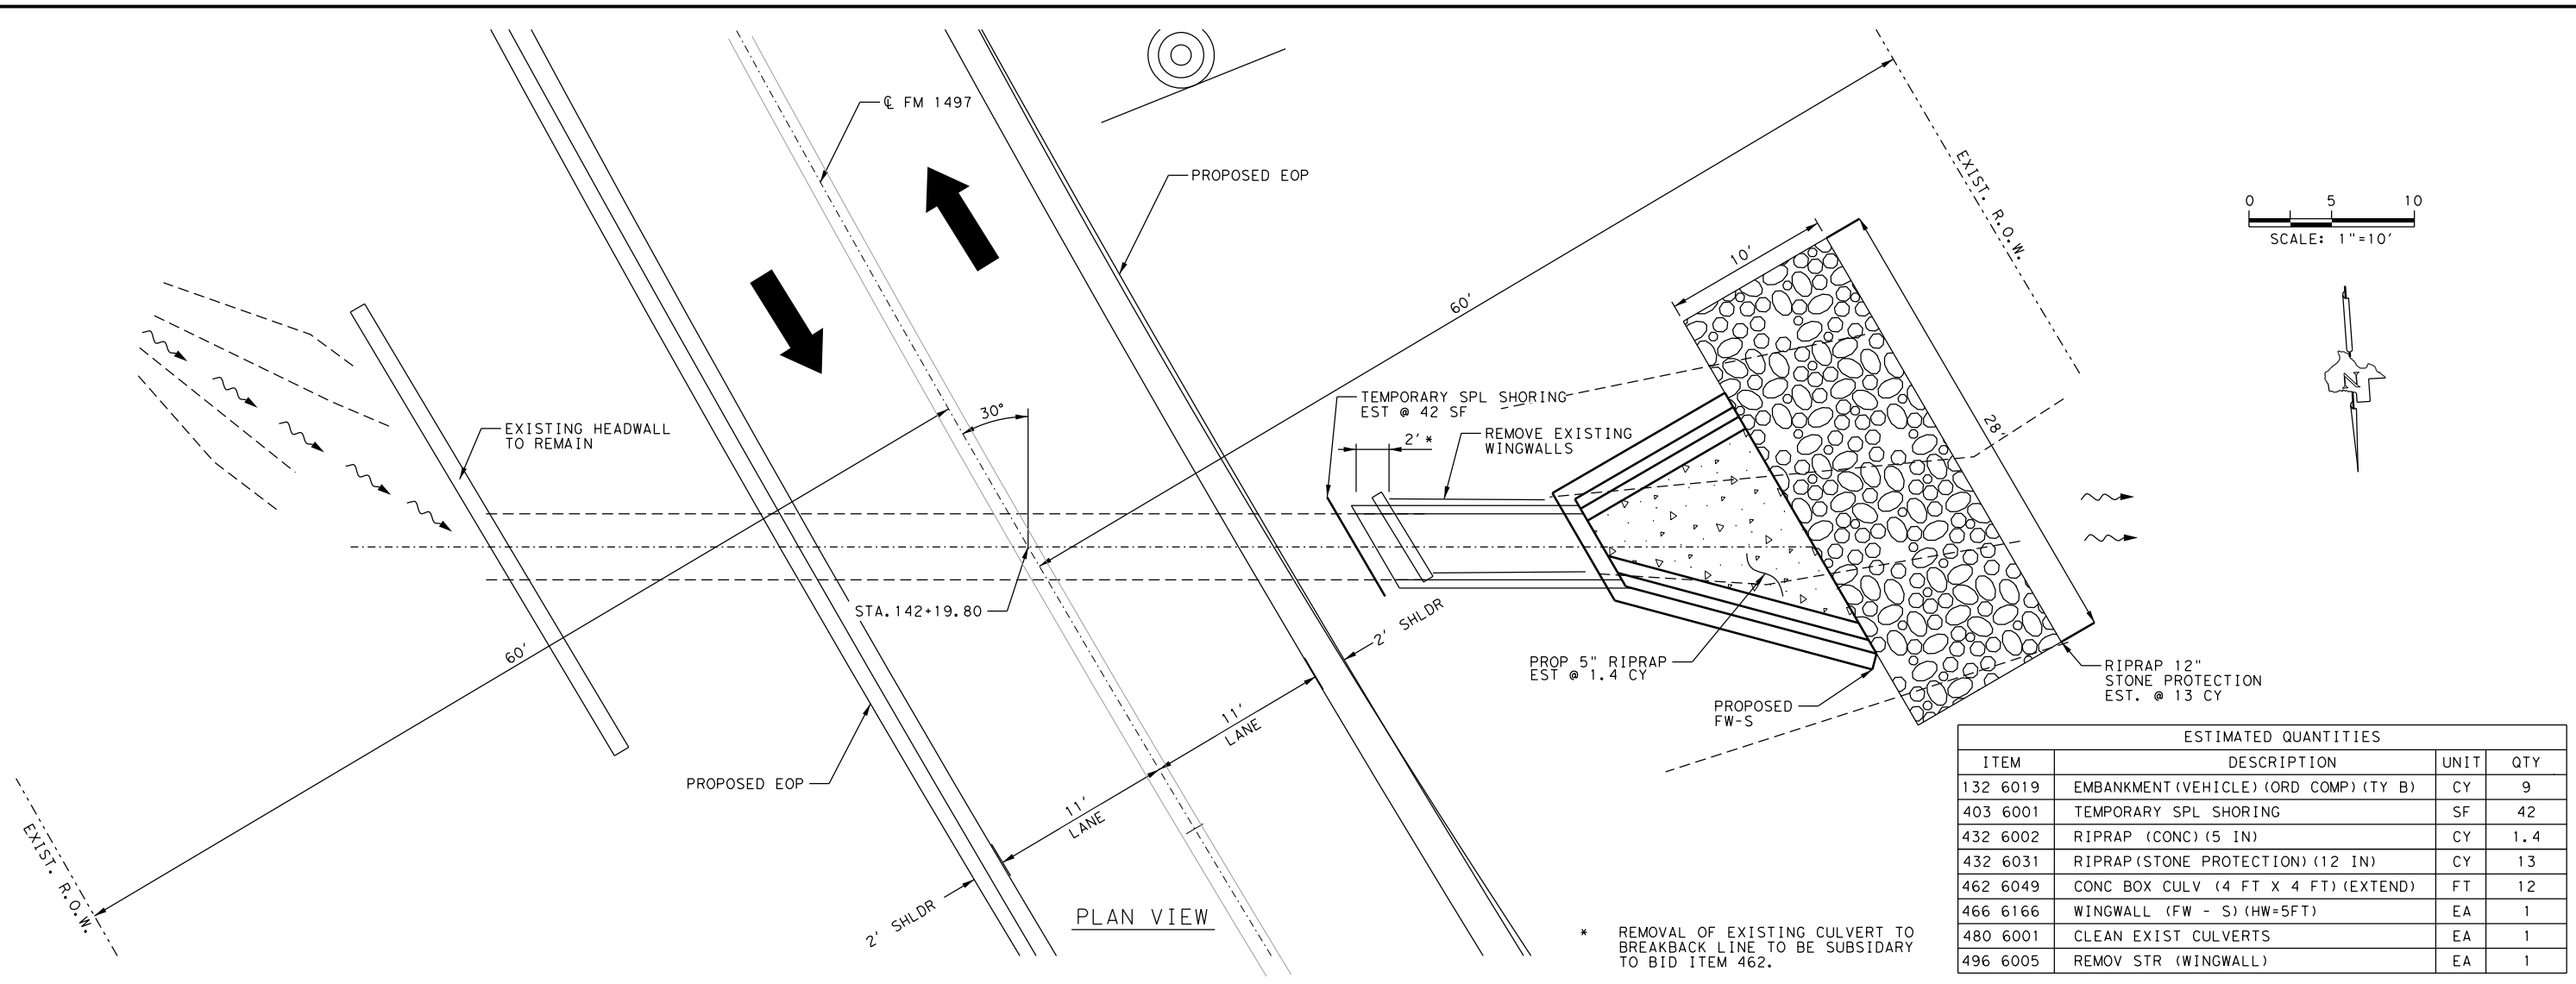 ℄ FM 1497
PROPOSED EOP
EXIST. R.O.W.
0 5 10
SCALE: 1"=10'
10'
60'
28'
N
30°
TEMPORARY SPL SHORING
EST @ 42 SF
2'*
REMOVE EXISTING
WINGWALLS
EXISTING HEADWALL
TO REMAIN
STA.142+19.80
2' SHLDR
60'
PROP 5" RIPRAP
EST @ 1.4 CY
PROPOSED
FW-S
RIPRAP 12"
STONE PROTECTION
EST. @ 13 CY
11'
LANE
11'
LANE
PROPOSED EOP
EXIST. R.O.W.
2' SHLDR
PLAN VIEW
* REMOVAL OF EXISTING CULVERT TO
BREAKBACK LINE TO BE SUBSIDARY
TO BID ITEM 462.
ESTIMATED QUANTITIES
ITEM DESCRIPTION UNIT QTY
132 6019 EMBANKMENT(VEHICLE)(ORD COMP)(TY B) CY 9
403 6001 TEMPORARY SPL SHORING SF 42
432 6002 RIPRAP (CONC)(5 IN) CY 1.4
432 6031 RIPRAP(STONE PROTECTION)(12 IN) CY 13
462 6049 CONC BOX CULV (4 FT X 4 FT)(EXTEND) FT 12
466 6166 WINGWALL (FW - S)(HW=5FT) EA 1
480 6001 CLEAN EXIST CULVERTS EA 1
496 6005 REMOV STR (WINGWALL) EA 1